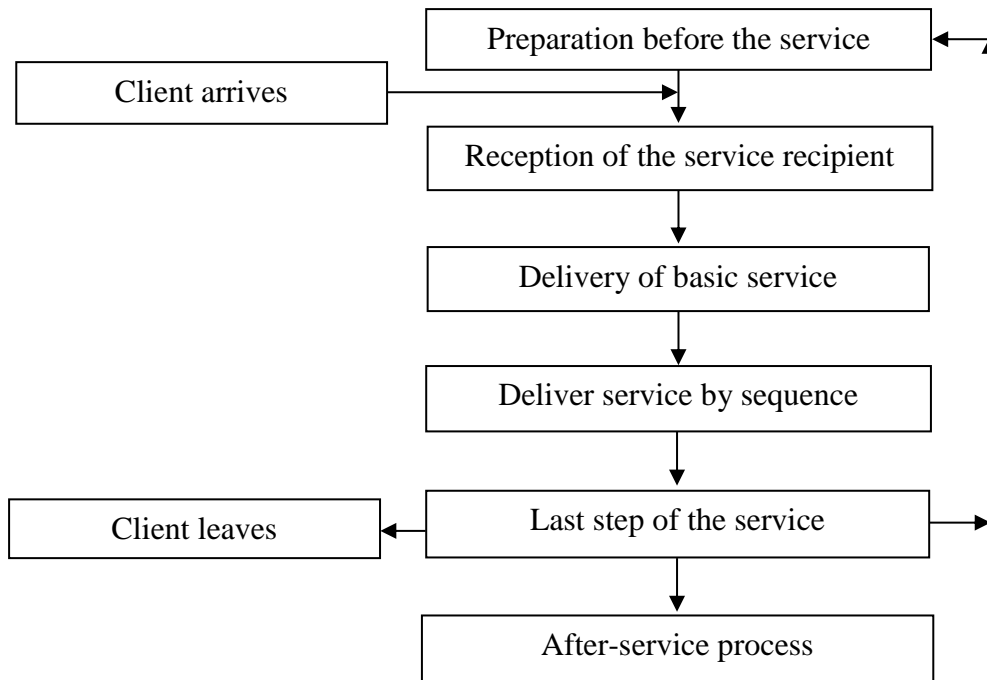 Preparation before the service
Client arrives
Reception of the service recipient
Delivery of basic service
Deliver service by sequence
Client leaves
Last step of the service
After-service process